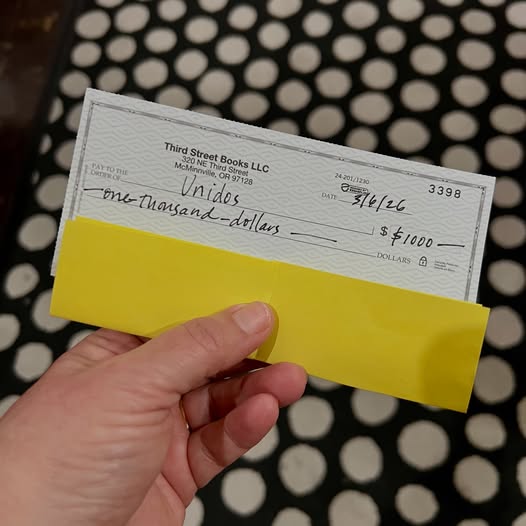 Third Street Books LLC
320 NE Third Street
McMinnville, OR 97128
24-201/1230
3398
DATE 3/6/26
PAY TO THE
ORDER OF Unidos
$ $1000 —
— one-thousand-dollars —
DOLLARS